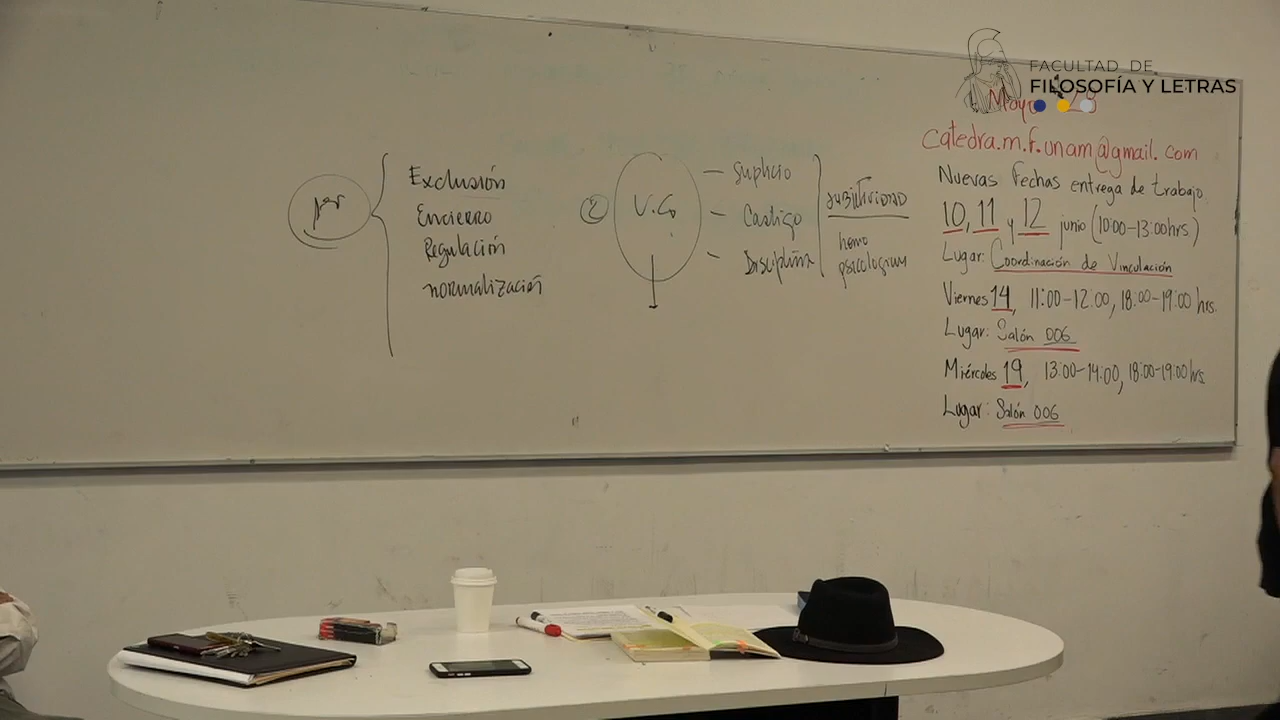 FACULTAD DE
FILOSOFÍA Y LETRAS
Exclusión
Encierro
Regulación
normalización
2
V.C.
- Suplicio
- Castigo
- Disciplina
subjetividad
homo
psicologicum
Mayo 28
catedra.m.f.unam@gmail.com
Nuevas fechas entrega de trabajo
10, 11 y 12 junio (10:00-13:00hrs)
Lugar: Coordinación de Vinculación
Viernes 14, 11:00-12:00, 18:00-19:00 hrs.
Lugar: Salón 006
Miércoles 19, 13:00-14:00, 18:00-19:00 hrs.
Lugar: Salón 006